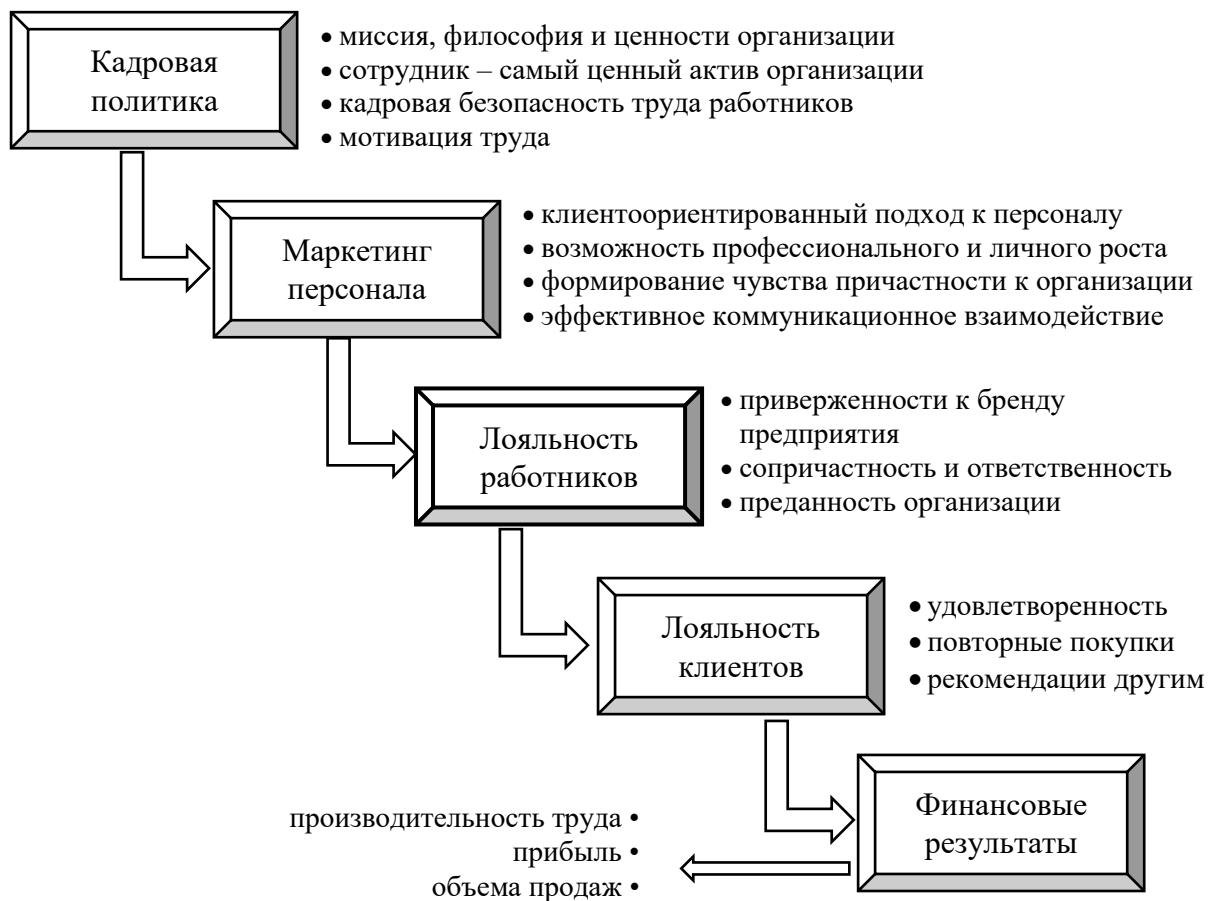 Кадровая
политика
• миссия, философия и ценности организации
• сотрудник – самый ценный актив организации
• кадровая безопасность труда работников
• мотивация труда
Маркетинг
персонала
• клиентоориентированный подход к персоналу
• возможность профессионального и личного роста
• формирование чувства причастности к организации
• эффективное коммуникационное взаимодействие
Лояльность
работников
• приверженности к бренду
предприятия
• сопричастность и ответственность
• преданность организации
Лояльность
клиентов
• удовлетворенность
• повторные покупки
• рекомендации другим
Финансовые
результаты
производительность труда •
прибыль •
объема продаж •